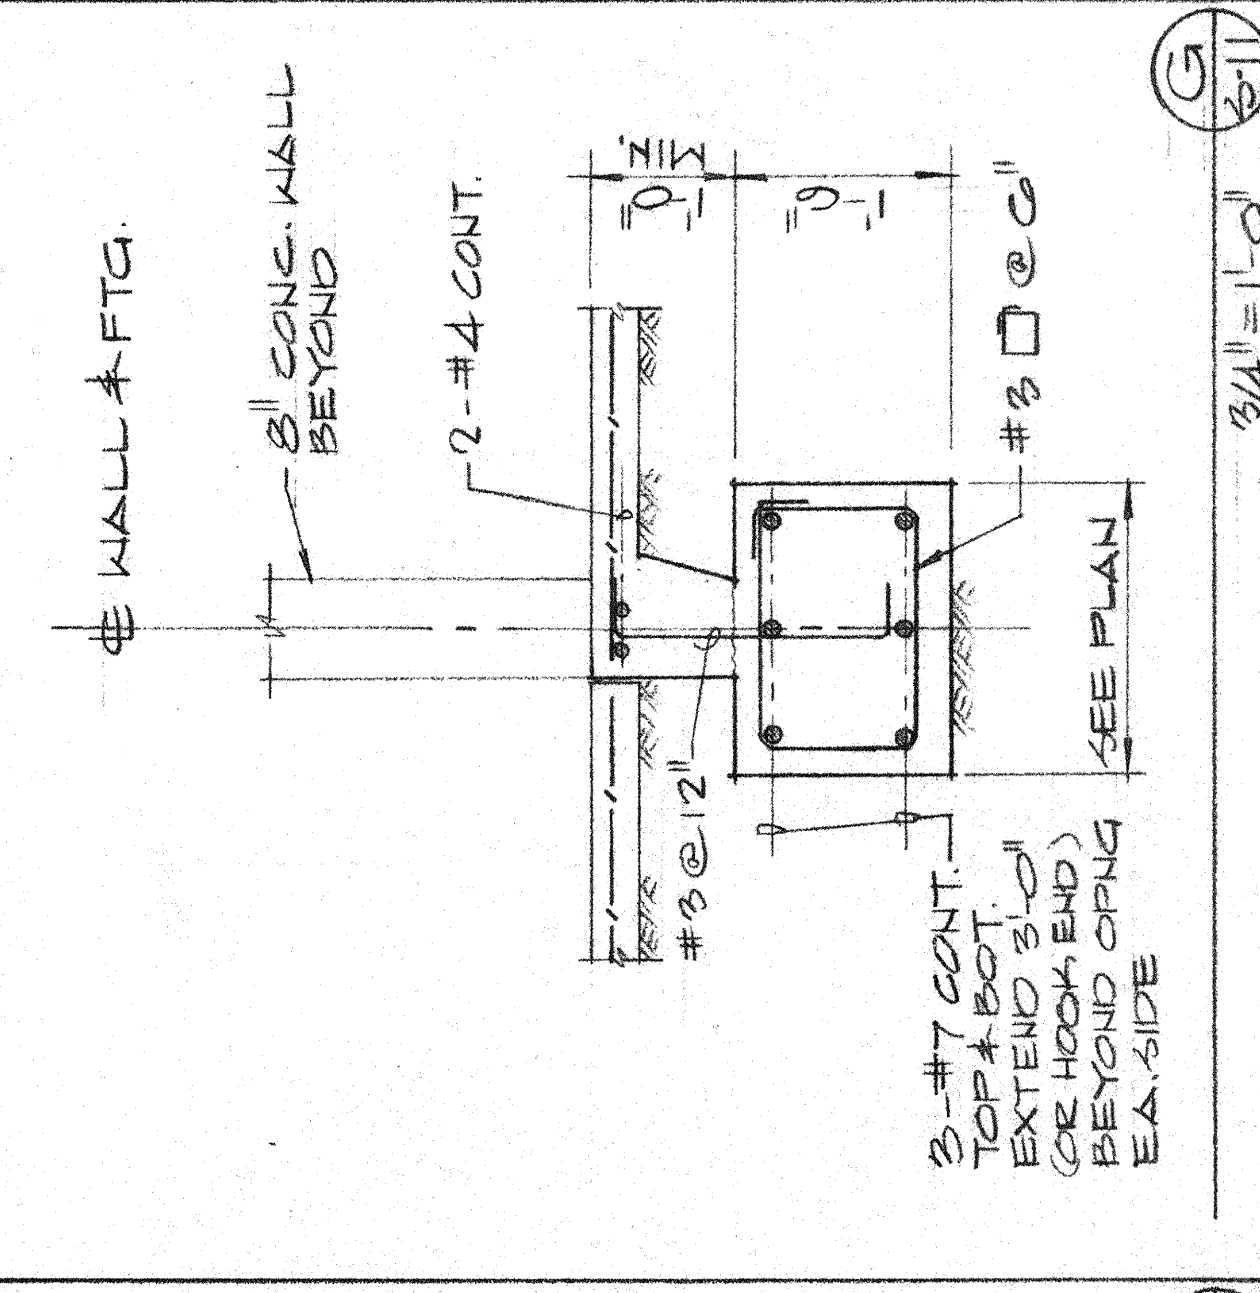 ℄ WALL & FTG.
8" CONC. WALL
BEYOND
2-#4 CONT.
1'-0"
MIN.
1'-6"
#3 @ 12"
#3 □ @ 6"
3-#7 CONT.
TOP & BOT.
EXTEND 3'-0"
(OR HOOK END)
BEYOND OPNG
EA. SIDE
SEE PLAN
3/4" = 1'-0"
G